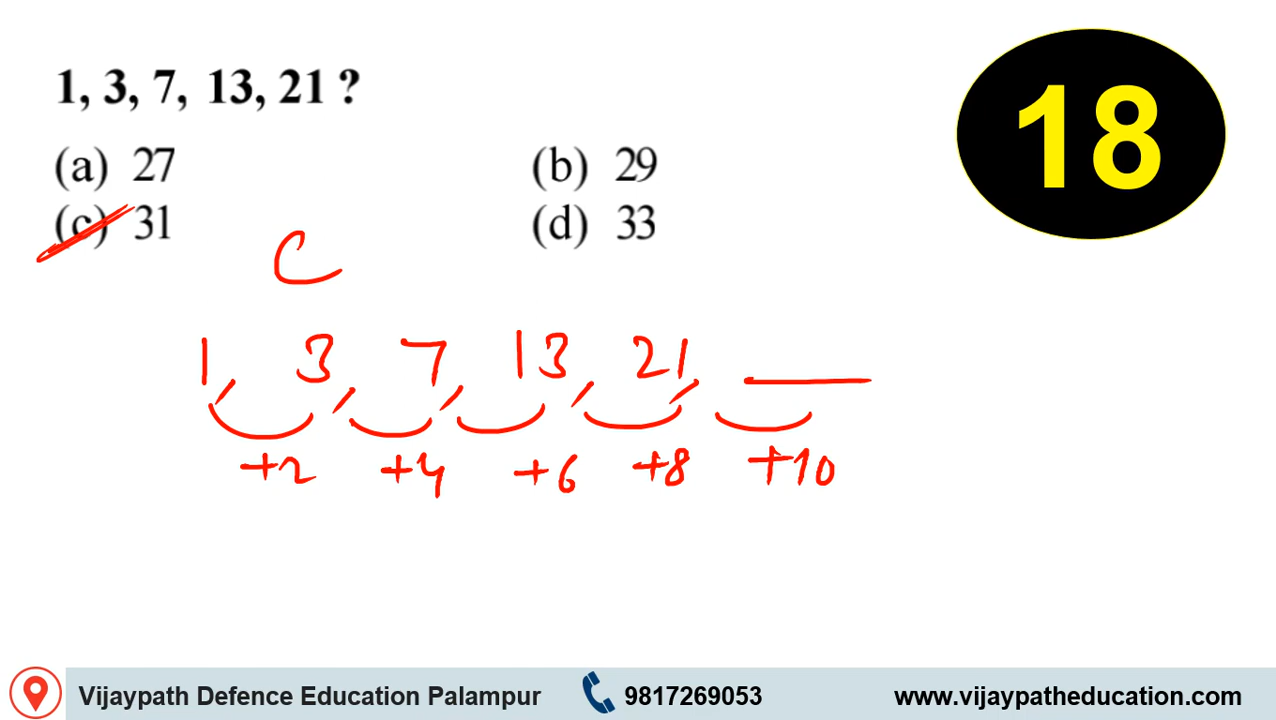 1, 3, 7, 13, 21 ?
18
(a) 27 (b) 29
(c) 31 (d) 33
C
1, 3, 7, 13, 21, ___
+2 +4 +6 +8 +10
Vijaypath Defence Education Palampur 9817269053 www.vijaypatheducation.com